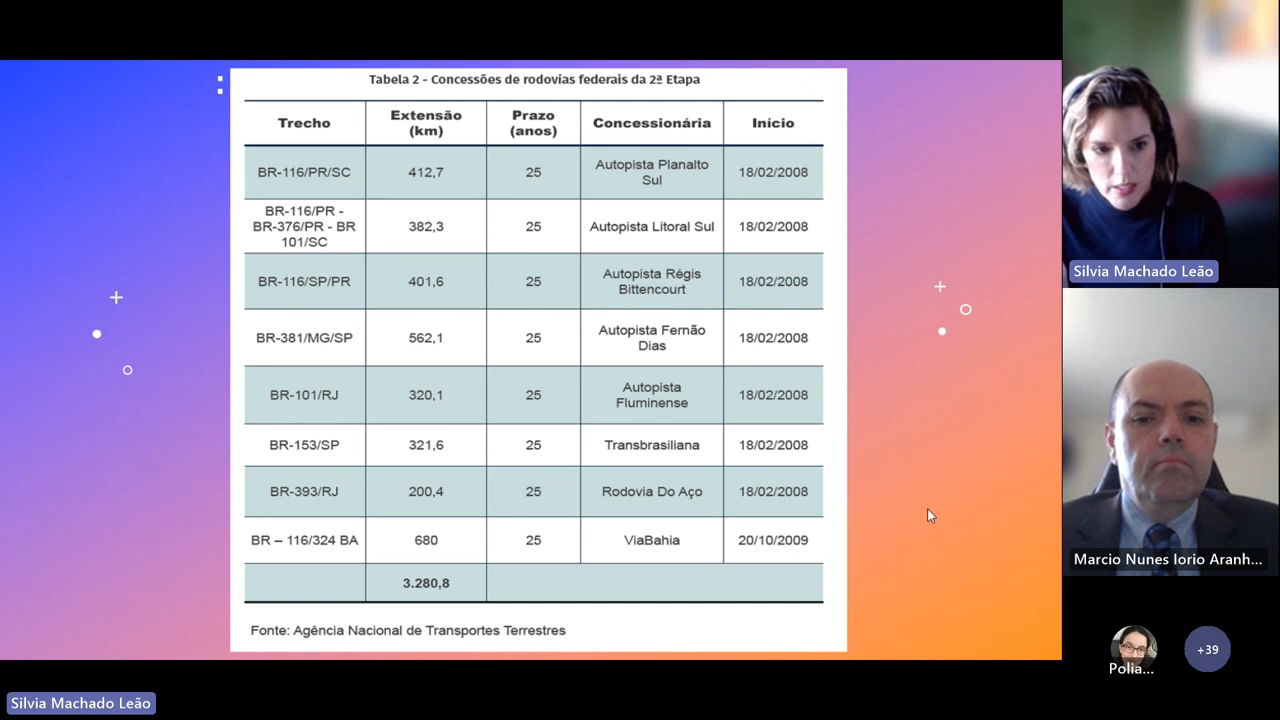 Tabela 2 - Concessões de rodovias federais da 2ª Etapa
Trecho
Extensão
(km)
Prazo
(anos)
Concessionária
Início
BR-116/PR/SC
412,7
25
Autopista Planalto
Sul
18/02/2008
BR-116/PR -
BR-376/PR - BR
101/SC
382,3
25
Autopista Litoral Sul
18/02/2008
BR-116/SP/PR
401,6
25
Autopista Régis
Bittencourt
18/02/2008
BR-381/MG/SP
562,1
25
Autopista Fernão
Dias
18/02/2008
BR-101/RJ
320,1
25
Autopista
Fluminense
18/02/2008
BR-153/SP
321,6
25
Transbrasiliana
18/02/2008
BR-393/RJ
200,4
25
Rodovia Do Aço
18/02/2008
BR – 116/324 BA
680
25
ViaBahia
20/10/2009
3.280,8
Fonte: Agência Nacional de Transportes Terrestres
Silvia Machado Leão
Marcio Nunes Iorio Aranh...
Polia...
+39
Silvia Machado Leão